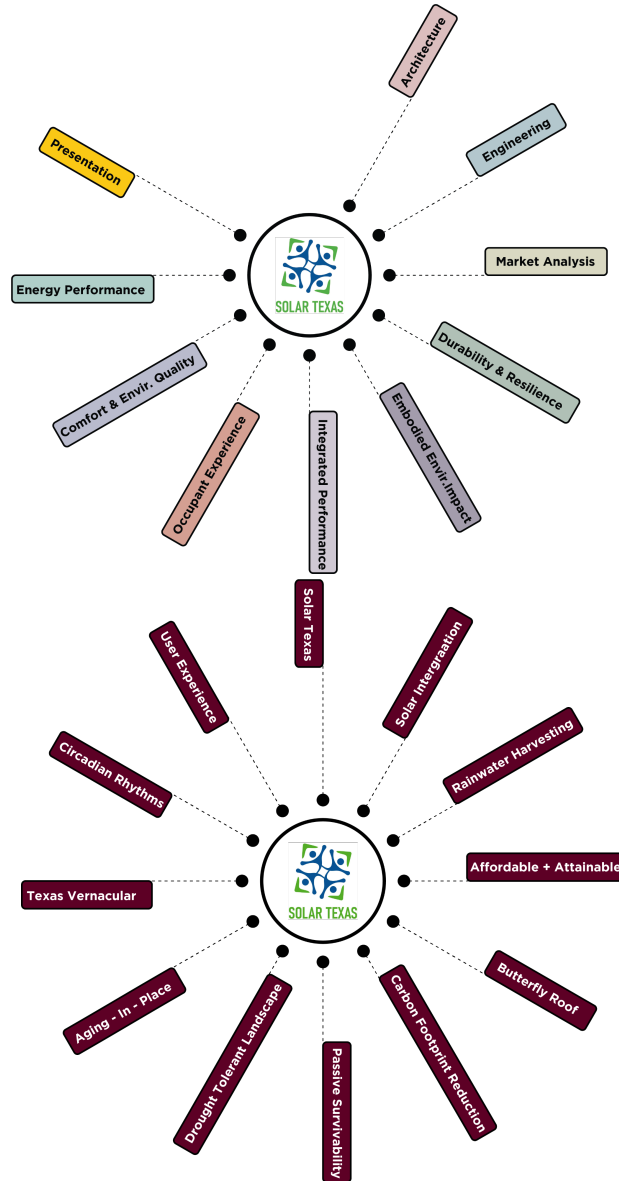 Architecture
Engineering
Presentation
Market Analysis
Energy Performance
SOLAR TEXAS
Durability & Resilience
Comfort & Envir. Quality
Embodied Envir.Impact
Occupant Experience
Integrated Performance
Solar Texas
User Experience
Solar Intergraation
Circadian Rhythms
Rainwater Harvesting
Affordable + Attainable
Texas Vernacular
SOLAR TEXAS
Butterfly Roof
Aging - In - Place
Carbon Footprint Reduction
Drought Tolerant Landscape
Passive Survivability